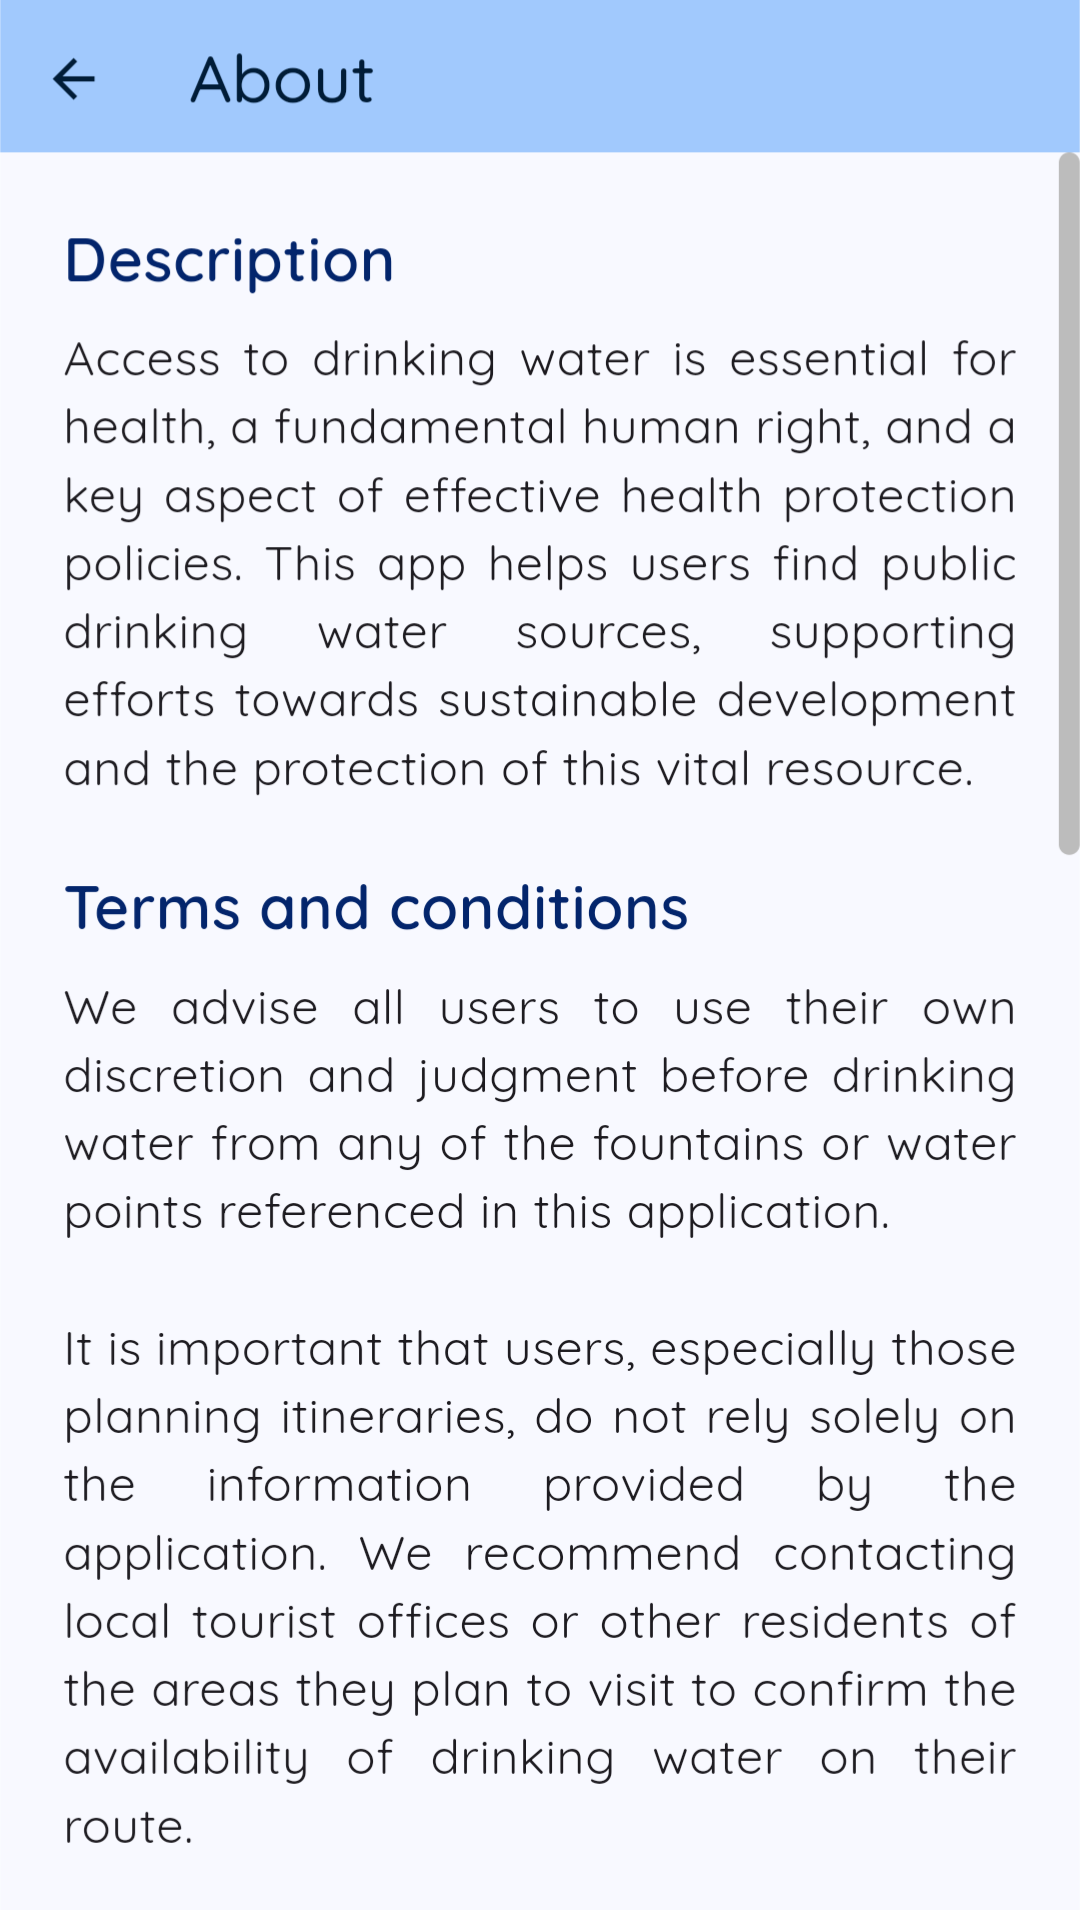 About
Description
Access to drinking water is essential for
health, a fundamental human right, and a
key aspect of effective health protection
policies. This app helps users find public
drinking water sources, supporting
efforts towards sustainable development
and the protection of this vital resource.
Terms and conditions
We advise all users to use their own
discretion and judgment before drinking
water from any of the fountains or water
points referenced in this application.
It is important that users, especially those
planning itineraries, do not rely solely on
the information provided by the
application. We recommend contacting
local tourist offices or other residents of
the areas they plan to visit to confirm the
availability of drinking water on their
route.